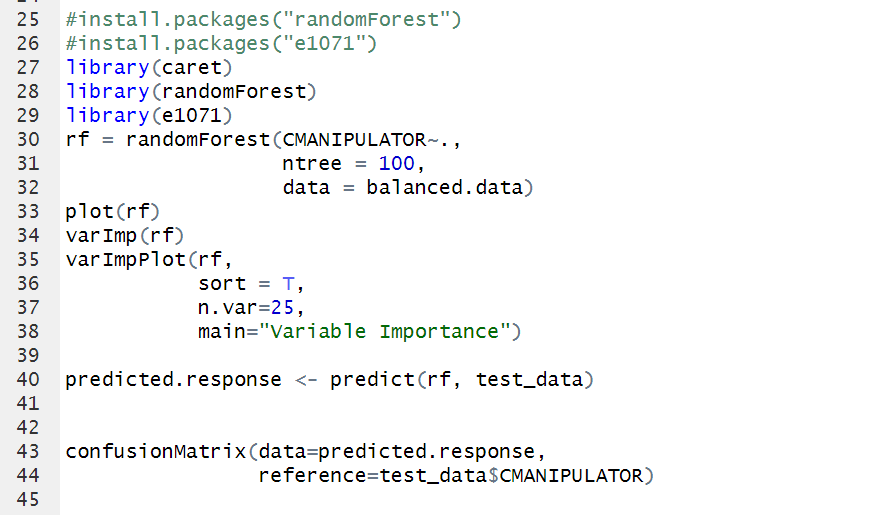 25 #install.packages("randomForest")
26 #install.packages("e1071")
27 library(caret)
28 library(randomForest)
29 library(e1071)
30 rf = randomForest(CMANIPULATOR~.,
31                   ntree = 100,
32                   data = balanced.data)
33 plot(rf)
34 varImp(rf)
35 varImpPlot(rf,
36            sort = T,
37            n.var=25,
38            main="Variable Importance")
39
40 predicted.response <- predict(rf, test_data)
41
42
43 confusionMatrix(data=predicted.response,
44                 reference=test_data$CMANIPULATOR)
45